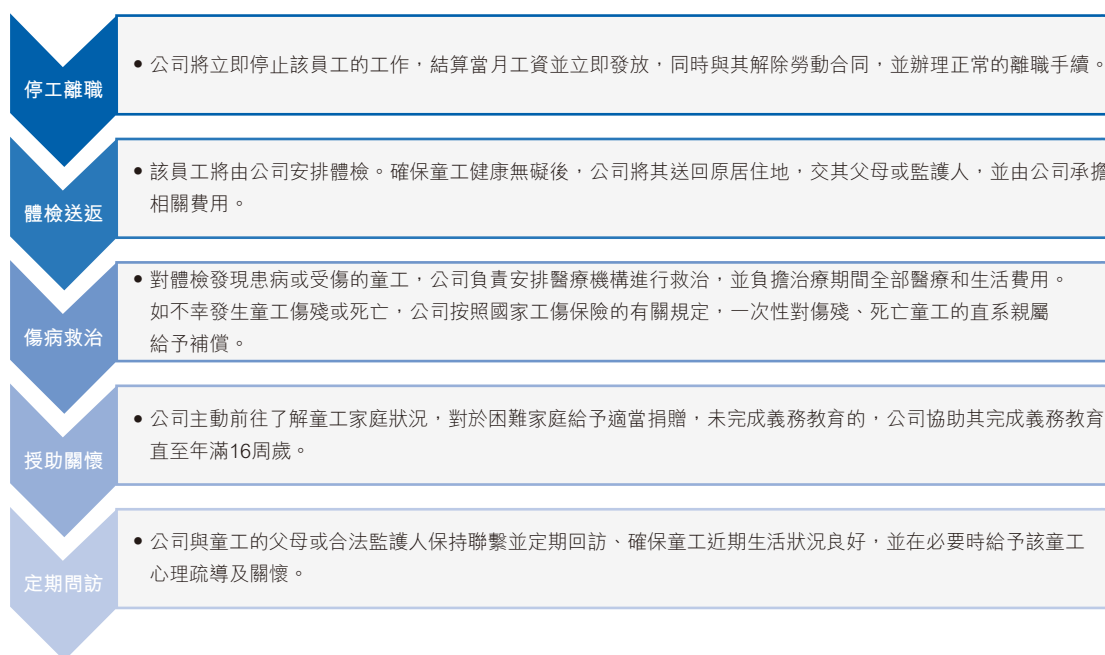 停工離職
• 公司將立即停止該員工的工作，結算當月工資並立即發放，同時與其解除勞動合同，並辦理正常的離職手續。
體檢送返
• 該員工將由公司安排體檢。確保童工健康無礙後，公司將其送回原居住地，交其父母或監護人，並由公司承擔
相關費用。
傷病救治
• 對體檢發現患病或受傷的童工，公司負責安排醫療機構進行救治，並負擔治療期間全部醫療和生活費用。
如不幸發生童工傷殘或死亡，公司按照國家工傷保險的有關規定，一次性對傷殘、死亡童工的直系親屬
給予補償。
授助關懷
• 公司主動前往了解童工家庭狀況，對於困難家庭給予適當捐贈，未完成義務教育的，公司協助其完成義務教育
直至年滿16周歲。
定期問訪
• 公司與童工的父母或合法監護人保持聯繫並定期回訪、確保童工近期生活狀況良好，並在必要時給予該童工
心理疏導及關懷。